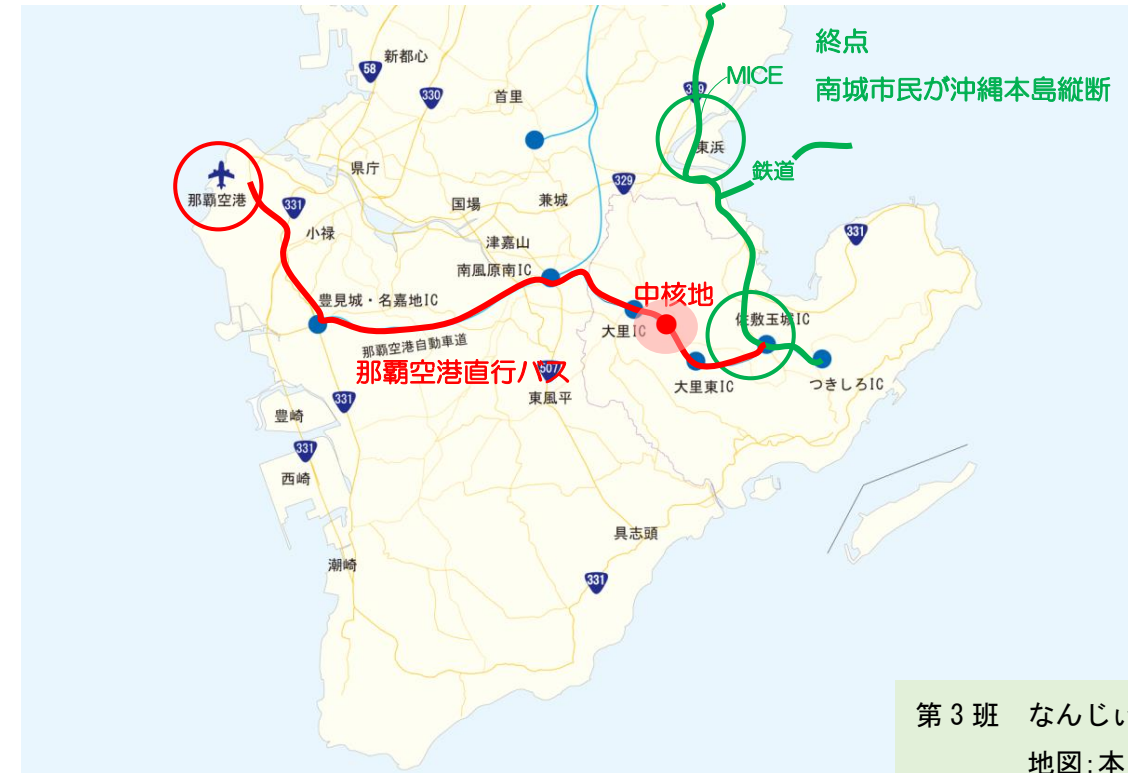 終点
南城市民が沖縄本島縦断
新都心
58
330
首里
MICE
東浜
県庁
329
鉄道
那覇空港
331
小禄
国場
兼城
津嘉山
331
南風原南IC
豊見城・名嘉地IC
中核地
大里IC
佐敷玉城IC
那覇空港自動車道
那覇空港直行バス
507
大里東IC
つきしろIC
331
東風平
豊崎
331
西崎
具志頭
潮崎
331
第3班 なんじぃ
地図:本